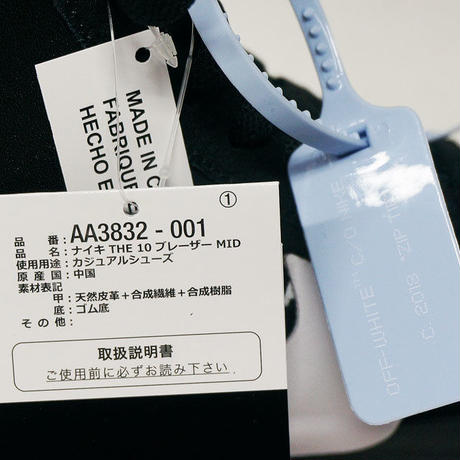 MADE IN C
FABRIQUE
HECHO E
①
品番:AA3832-001
品名:ナイキ THE 10 ブレーザー MID
使用用途:カジュアルシューズ
原産国:中国
素材表記
甲:天然皮革+合成繊維+合成樹脂
底:ゴム底
その他:
取扱説明書
ご使用前に必ずお読み下さい
OFF-WHITE™ C/O NIKE
C. 2018 "ZIP TIE"